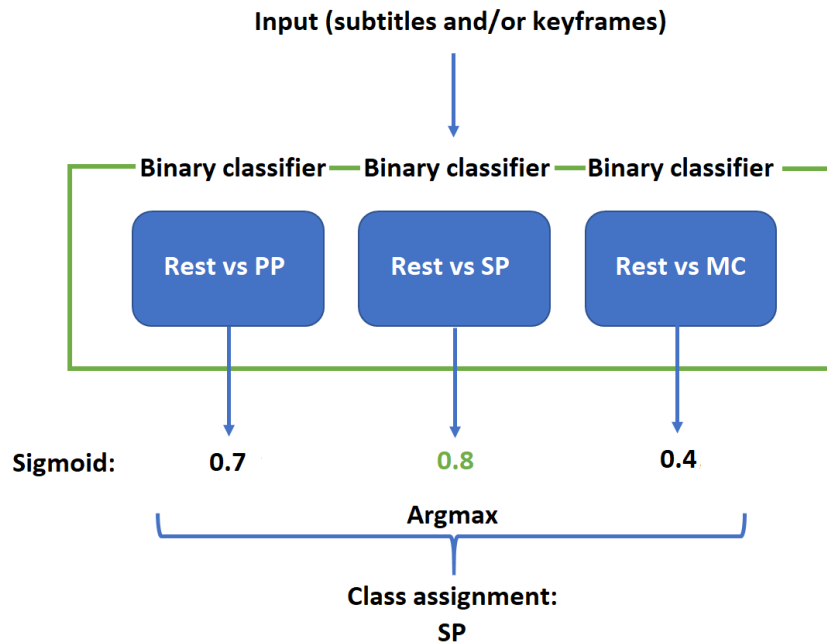 Input (subtitles and/or keyframes)
Binary classifier Binary classifier Binary classifier
Rest vs PP Rest vs SP Rest vs MC
Sigmoid: 0.7 0.8 0.4
Argmax
Class assignment:
SP